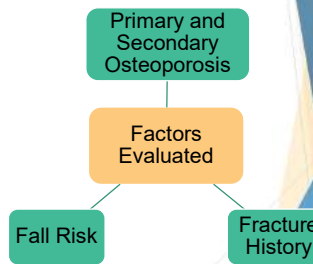 Primary and
Secondary
Osteoporosis
Factors
Evaluated
Fall Risk
Fracture
History